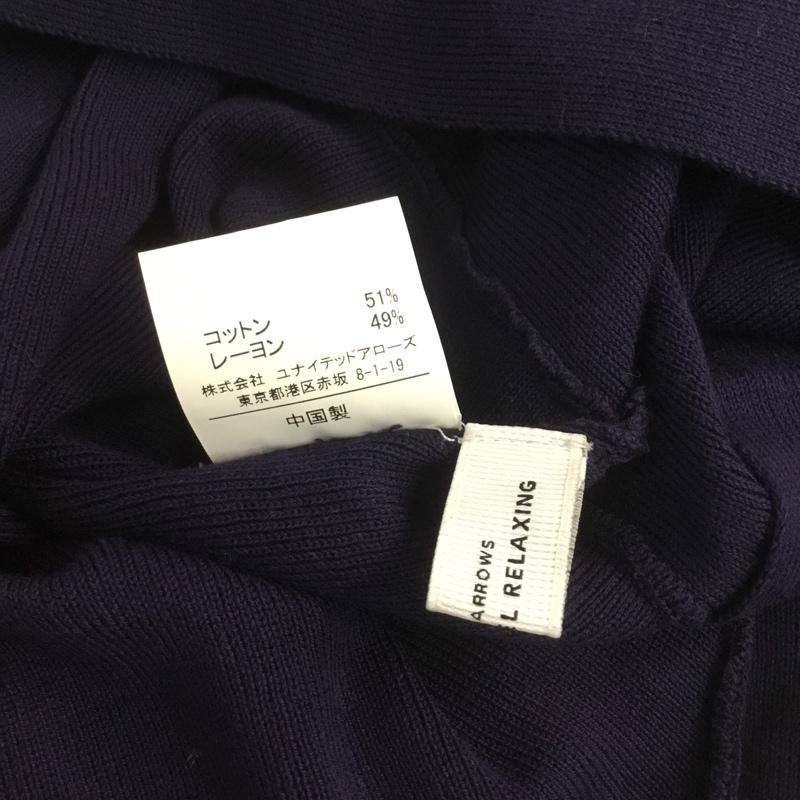 コットン 51%
レーヨン 49%
株式会社 ユナイテッドアローズ
東京都港区赤坂 8-1-19
中国製
ARROWS
L RELAXING